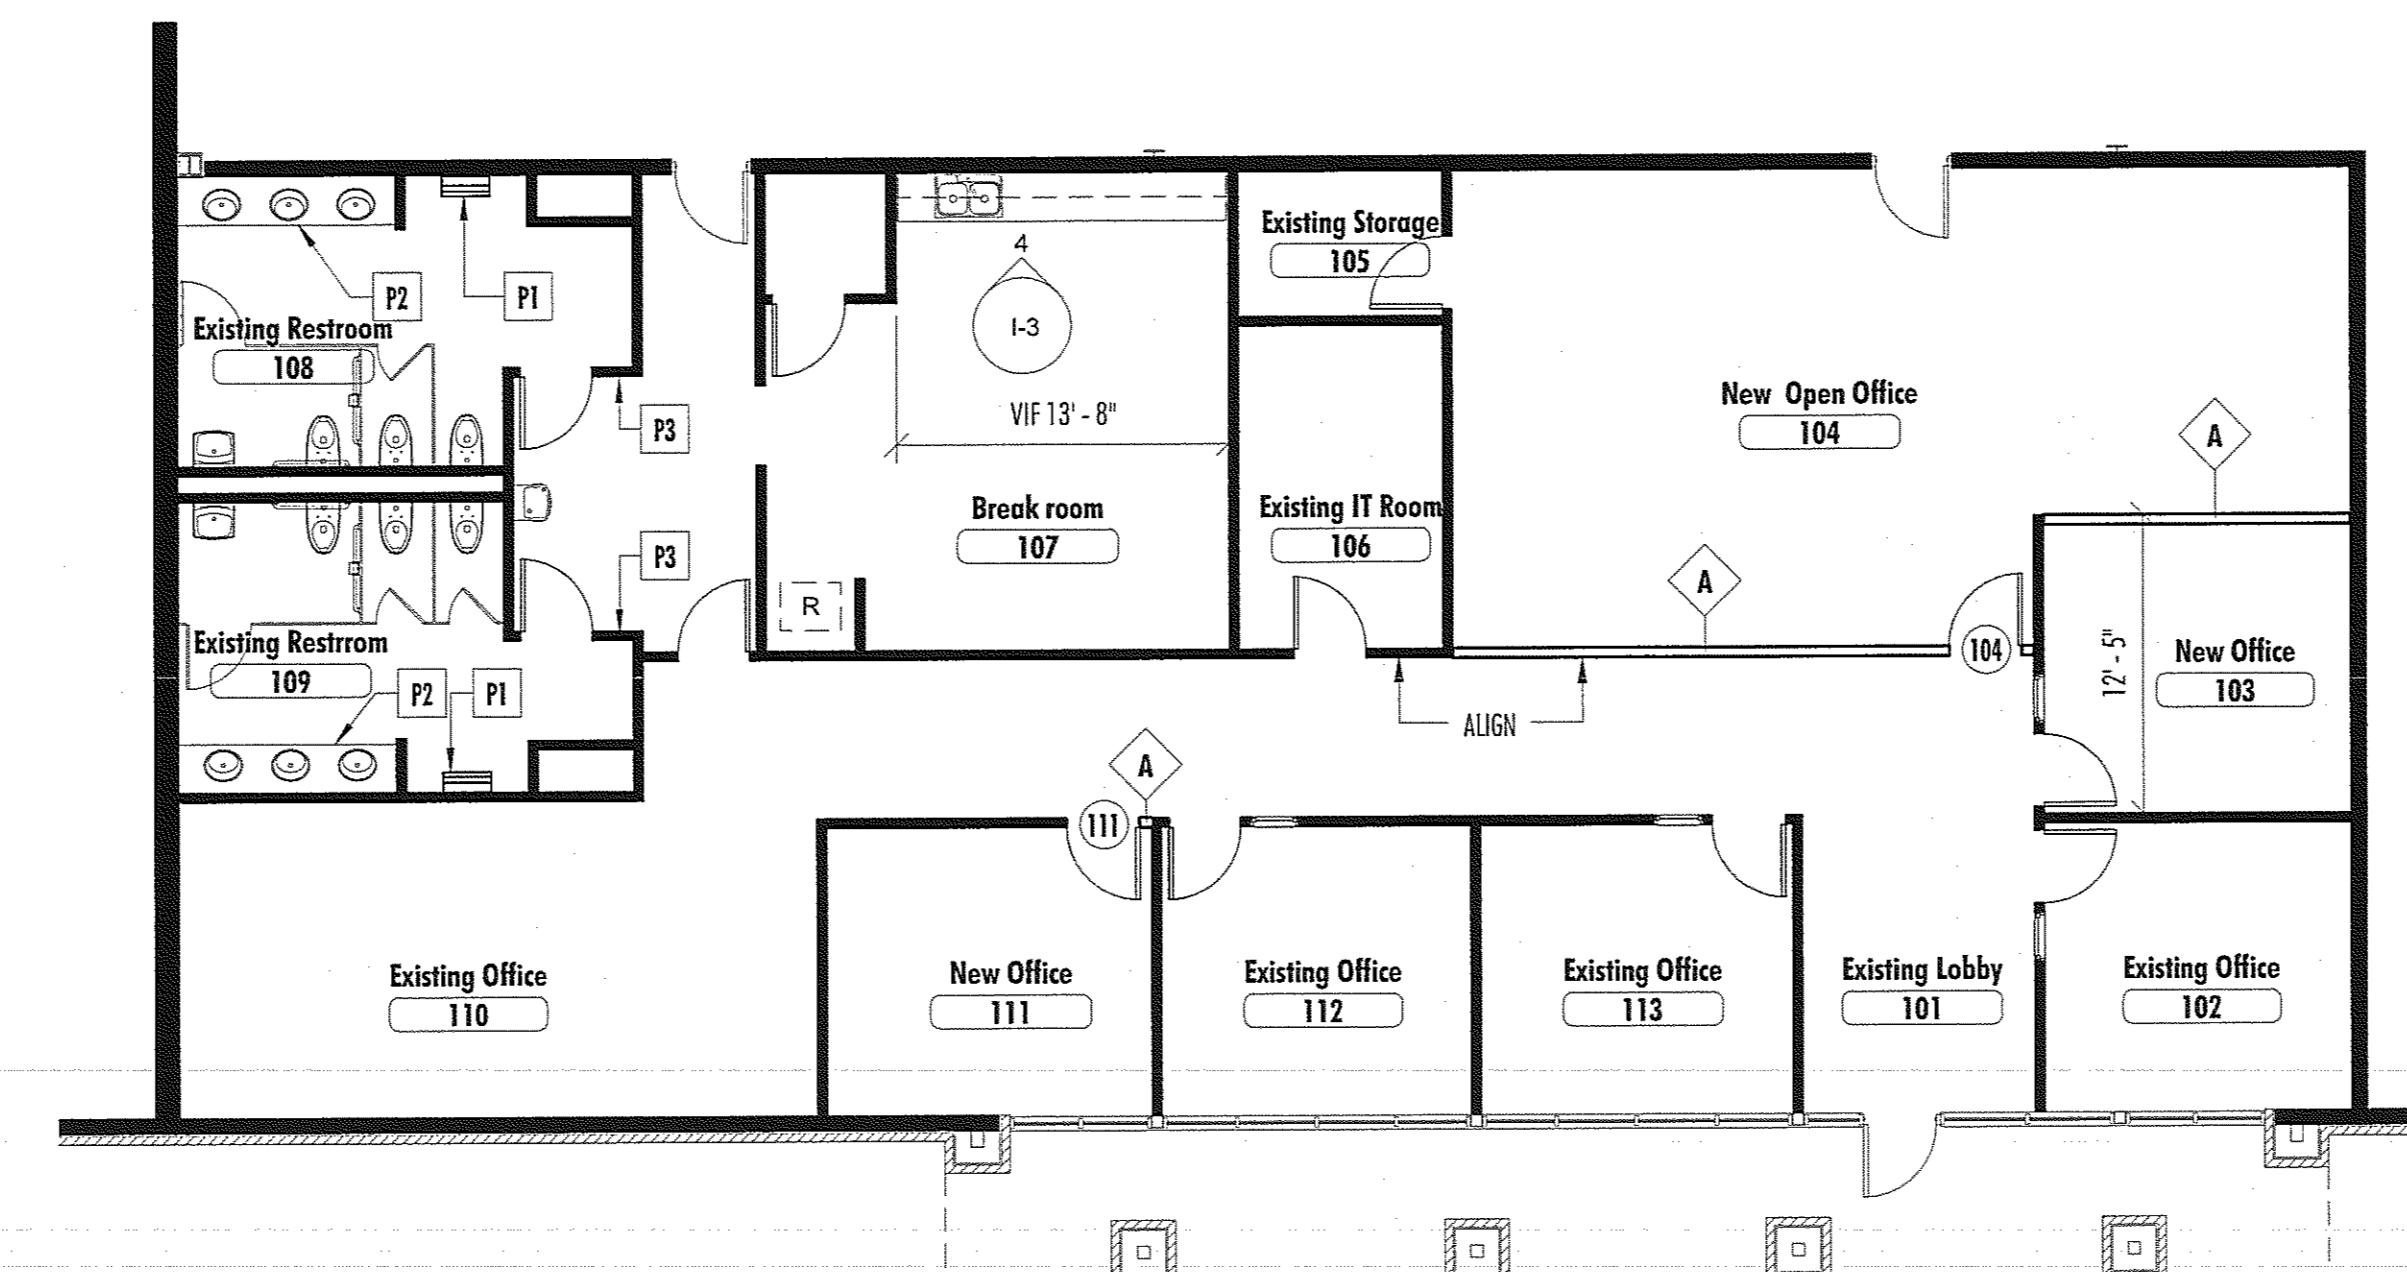 Existing Restroom
108
P2
P1
P3
4
I-3
VIF 13' - 8"
Break room
107
R
Existing Storage
105
Existing IT Room
106
New Open Office
104
A
A
104
12' - 5"
New Office
103
P3
Existing Restrrom
109
P2
P1
ALIGN
A
111
Existing Office
110
New Office
111
Existing Office
112
Existing Office
113
Existing Lobby
101
Existing Office
102